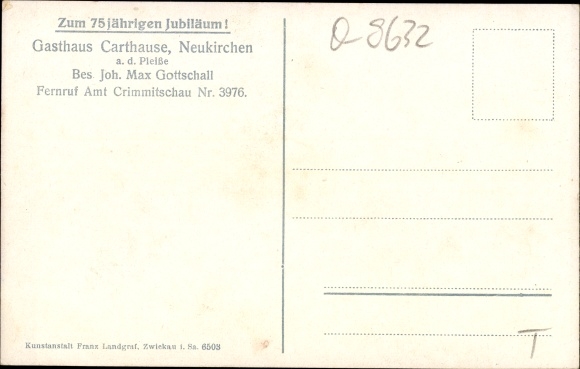 Zum 75jährigen Jubiläum!
Gasthaus Carthause, Neukirchen
a. d. Pleiße
Bes. Joh. Max Gottschall
Fernruf Amt Crimmitschau Nr. 3976.
O-8632
Kunstanstalt Franz Landgraf, Zwickau i. Sa. 6503
T